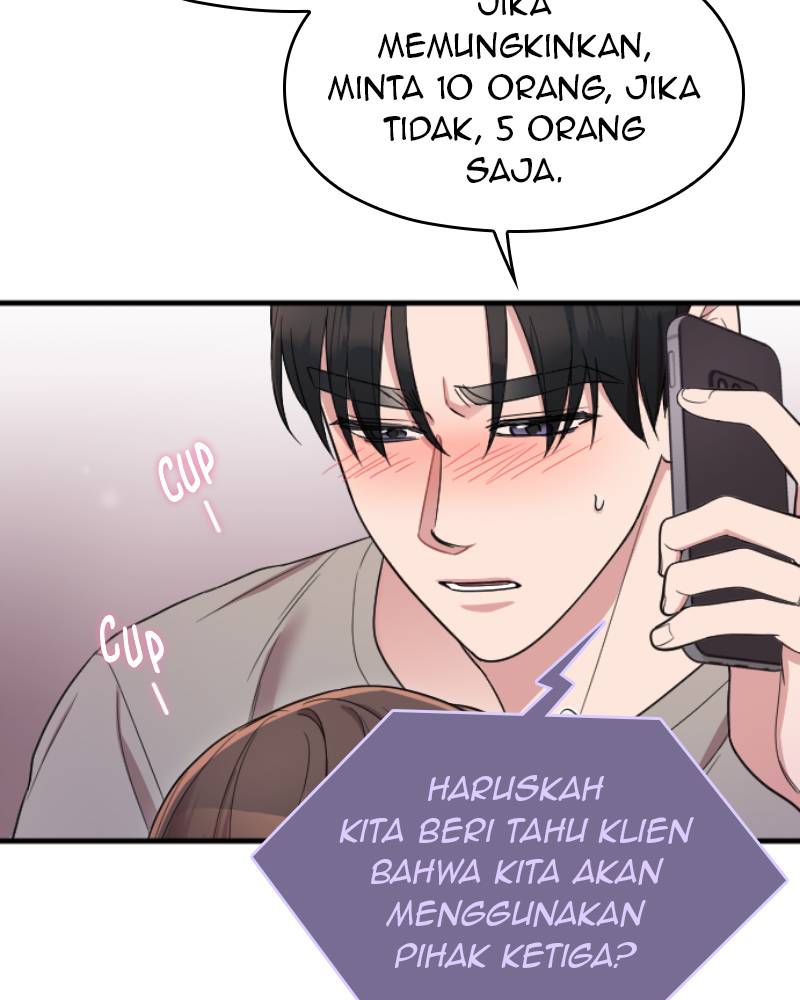 JIKA
MEMUNGKINKAN,
MINTA 10 ORANG, JIKA
TIDAK, 5 ORANG
SAJA.
CUP
CUP
HARUSKAH
KITA BERI TAHU KLIEN
BAHWA KITA AKAN
MENGGUNAKAN
PIHAK KETIGA?